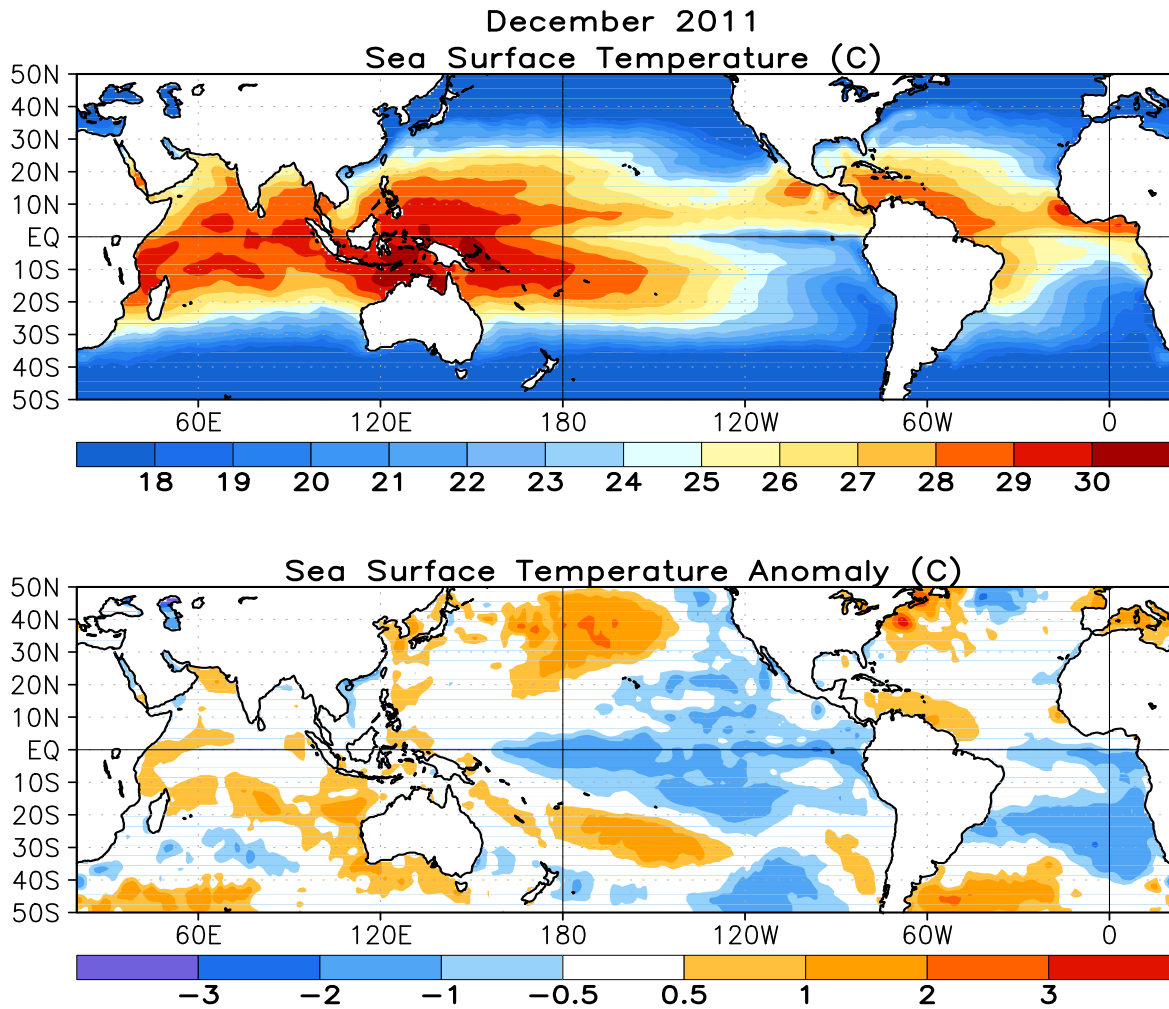 December 2011
Sea Surface Temperature (C)
50N
40N
30N
20N
10N
EQ
10S
20S
30S
40S
50S
60E 120E 180 120W 60W 0
18 19 20 21 22 23 24 25 26 27 28 29 30
Sea Surface Temperature Anomaly (C)
50N
40N
30N
20N
10N
EQ
10S
20S
30S
40S
50S
60E 120E 180 120W 60W 0
−3 −2 −1 −0.5 0.5 1 2 3